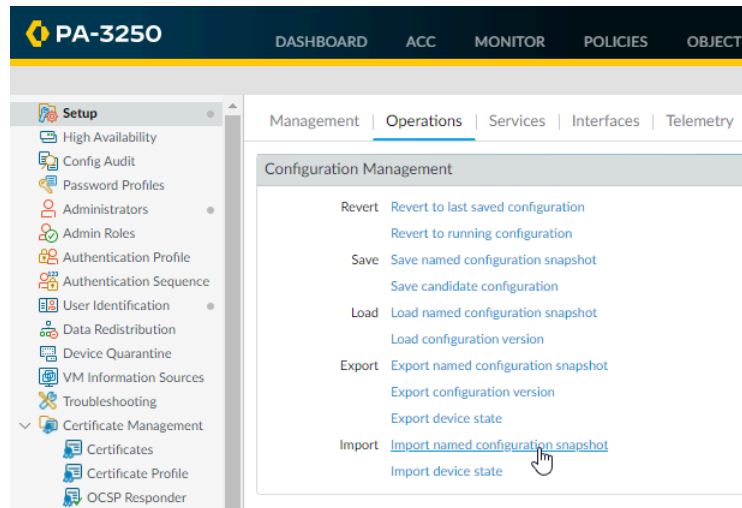 PA-3250
DASHBOARD ACC MONITOR POLICIES OBJECT
Setup
High Availability
Config Audit
Password Profiles
Administrators
Admin Roles
Authentication Profile
Authentication Sequence
User Identification
Data Redistribution
Device Quarantine
VM Information Sources
Troubleshooting
Certificate Management
Certificates
Certificate Profile
OCSP Responder
Management | Operations | Services | Interfaces | Telemetry
Configuration Management
Revert Revert to last saved configuration
Revert to running configuration
Save Save named configuration snapshot
Save candidate configuration
Load Load named configuration snapshot
Load configuration version
Export Export named configuration snapshot
Export configuration version
Export device state
Import Import named configuration snapshot
Import device state